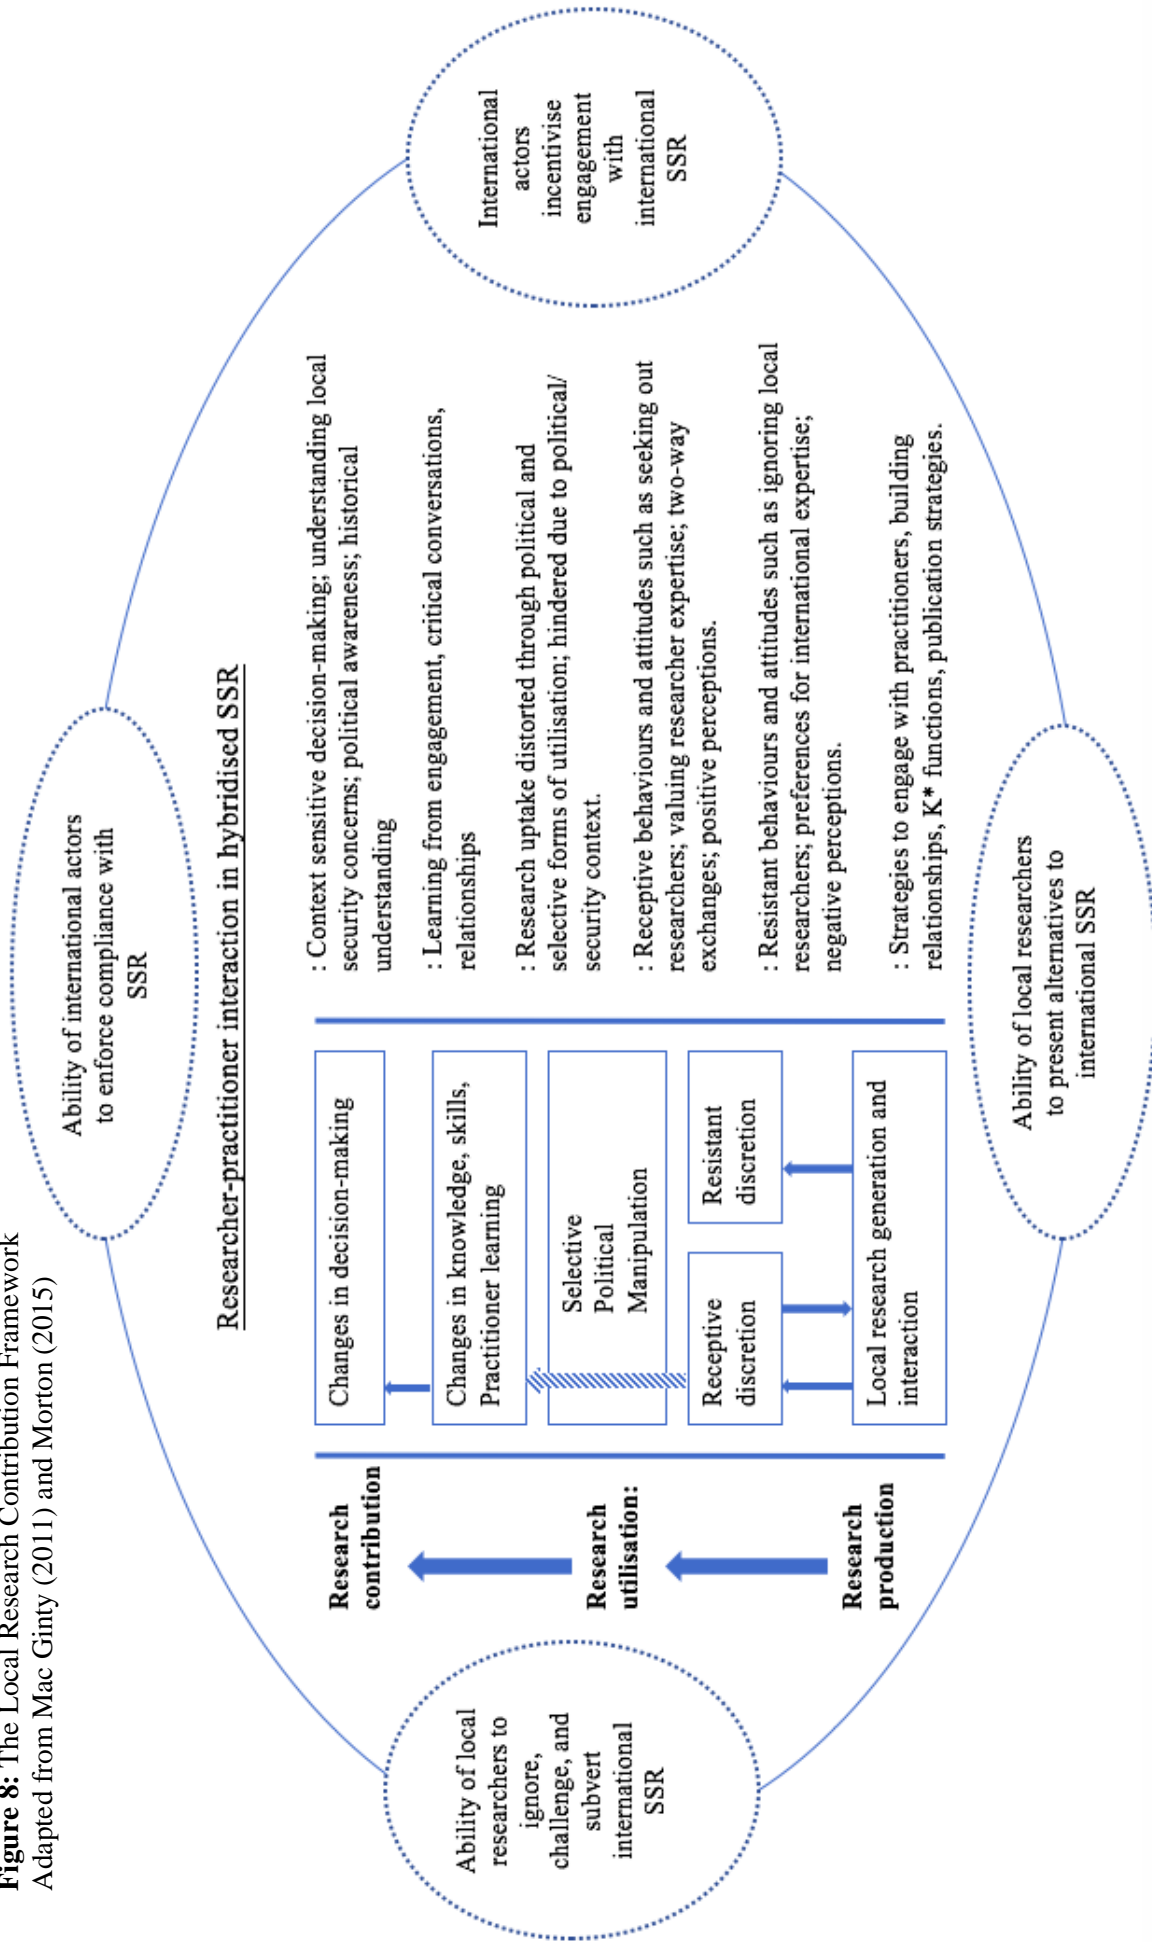 Figure 8: The Local Research Contribution Framework
Adapted from Mac Ginty (2011) and Morton (2015)
Ability of international actors
to enforce compliance with
SSR
Researcher-practitioner interaction in hybridised SSR
Ability of local
researchers to
ignore,
challenge, and
subvert
international
SSR
Research
contribution
Research
utilisation:
Research
production
Changes in decision-making
Changes in knowledge, skills,
Practitioner learning
Selective
Political
Manipulation
Receptive
discretion
Resistant
discretion
Local research generation and
interaction
: Context sensitive decision-making; understanding local
security concerns; political awareness; historical
understanding
: Learning from engagement, critical conversations,
relationships
: Research uptake distorted through political and
selective forms of utilisation; hindered due to political/
security context.
: Receptive behaviours and attitudes such as seeking out
researchers; valuing researcher expertise; two-way
exchanges; positive perceptions.
: Resistant behaviours and attitudes such as ignoring local
researchers; preferences for international expertise;
negative perceptions.
: Strategies to engage with practitioners, building
relationships, K* functions, publication strategies.
International
actors
incentivise
engagement
with
international
SSR
Ability of local researchers
to present alternatives to
international SSR